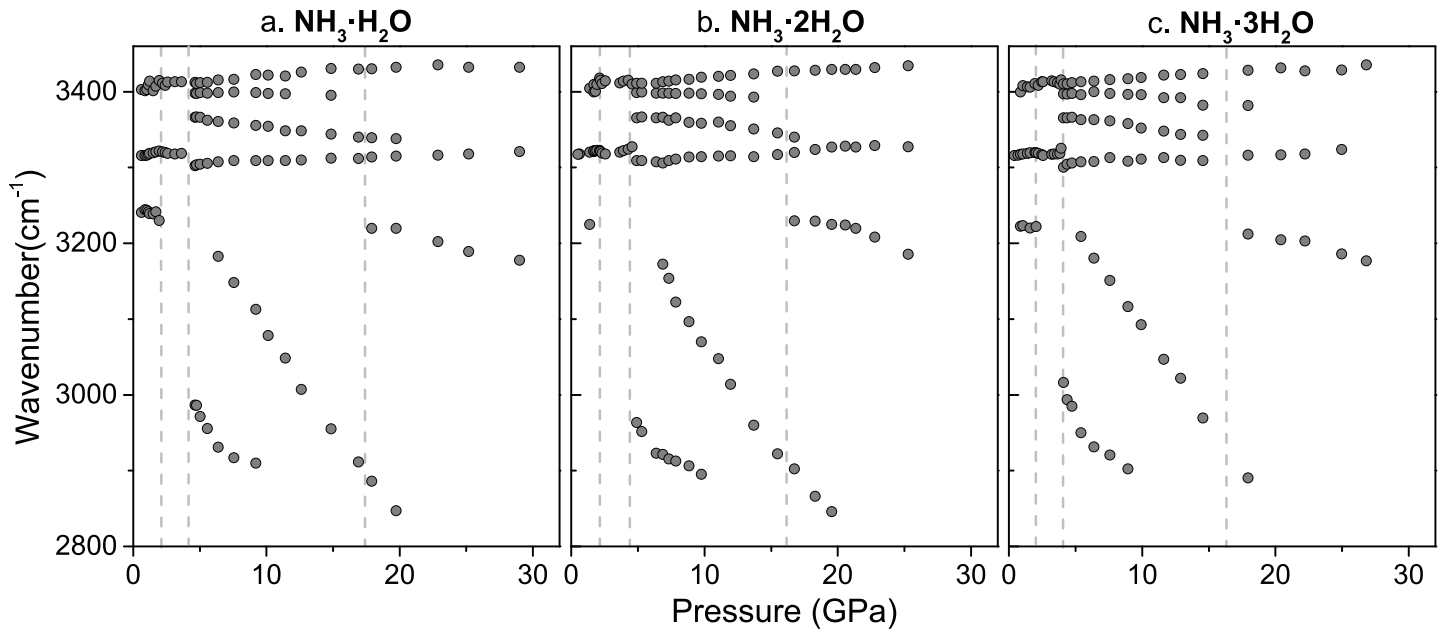 a. NH₃·H₂O
b. NH₃·2H₂O
c. NH₃·3H₂O
Wavenumber(cm⁻¹)
3400
3200
3000
2800
0 10 20 30
0 10 20 30
0 10 20 30
Pressure (GPa)